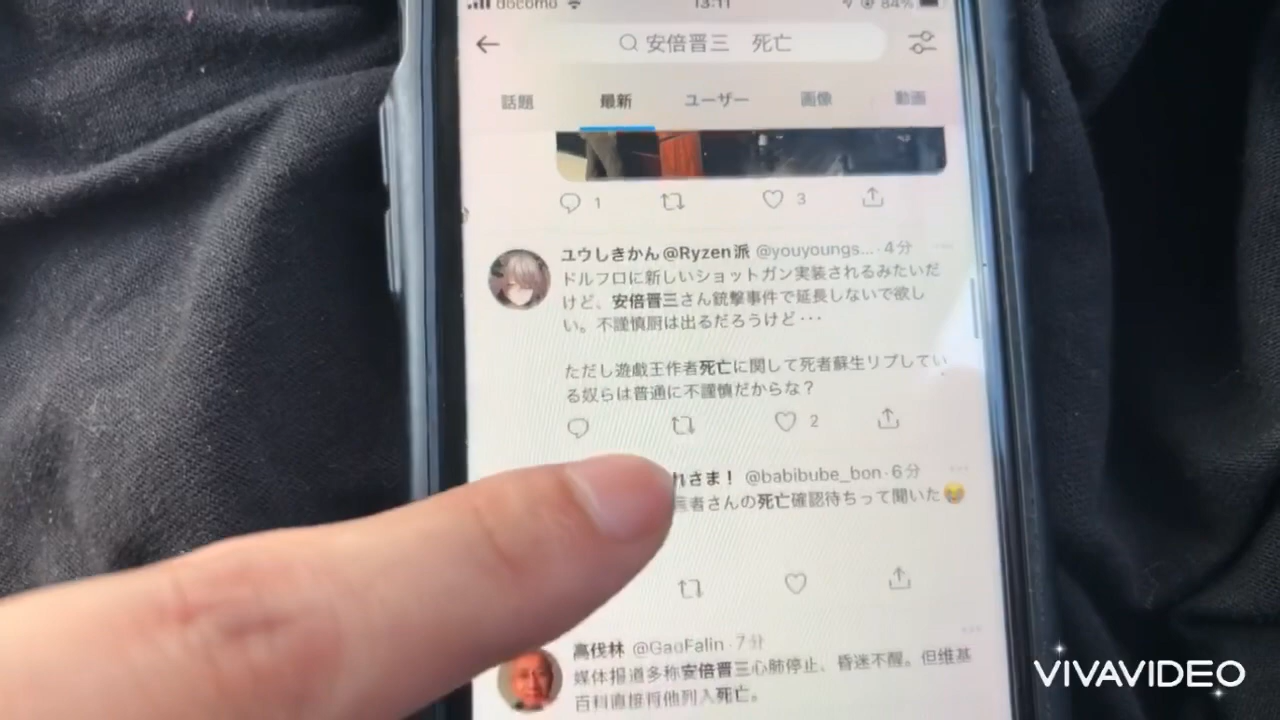 docomo
13:11
84%
安倍晋三 死亡
話題 最新 ユーザー 画像 動画
1
3
ユウしきかん@Ryzen派 @youyoungs... ·4分
ドルフロに新しいショットガン実装されるみたいだ
けど、安倍晋三さん銃撃事件で延長しないで欲し
い。不謹慎厨は出るだろうけど･･･
ただし遊戯王作者死亡に関して死者蘇生リプしてい
る奴らは普通に不謹慎だからな？
2
れさま！ @babibube_bon·6分
者さんの死亡確認待ちって聞いた😭
高伐林 @GaoFalin·7分
媒体报道多称安倍晋三心肺停止、昏迷不醒。但维基
百科直接将他列入死亡。
VIVAVIDEO